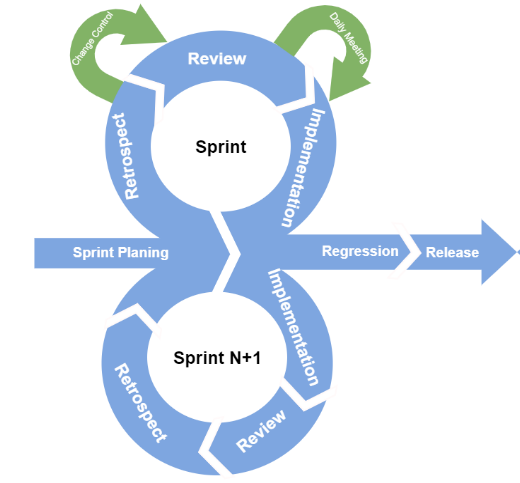 Change Control
Daily Meeting
Review
Retrospect
Sprint
Implementation
Sprint Planing
Regression
Release
Implementation
Sprint N+1
Retrospect
Review